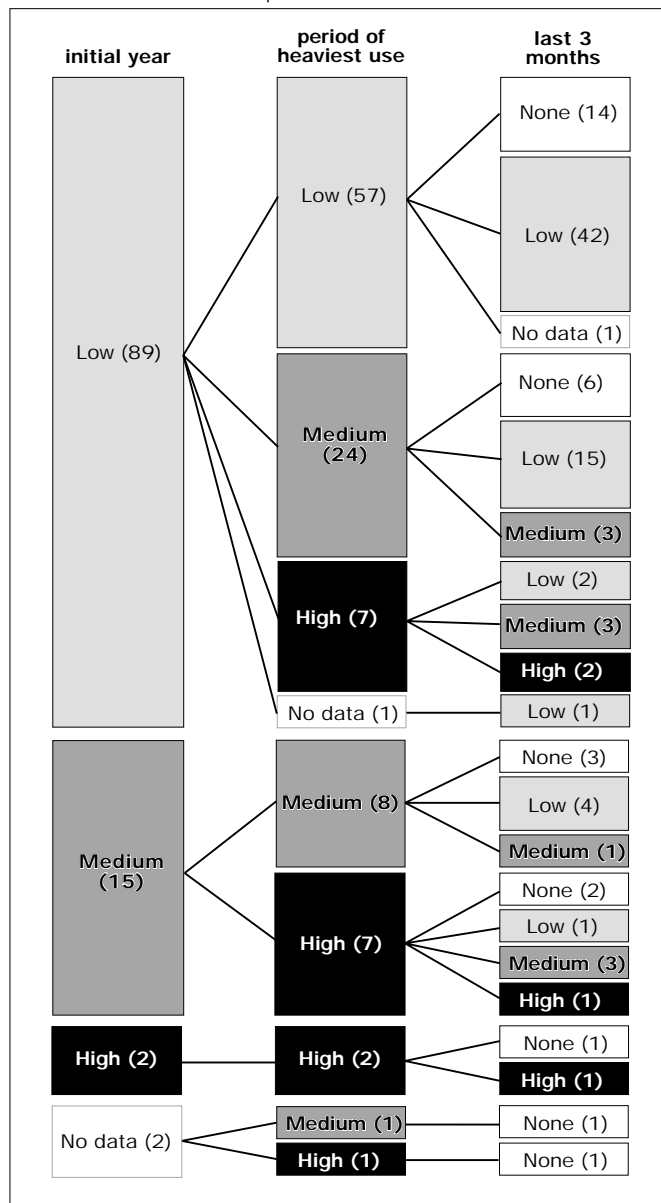 initial year
period of
heaviest use
last 3
months
Low (89)
Low (57)
None (14)
Low (42)
No data (1)
Medium
(24)
None (6)
Low (15)
Medium (3)
High (7)
Low (2)
Medium (3)
High (2)
No data (1)
Low (1)
Medium
(15)
Medium (8)
None (3)
Low (4)
Medium (1)
High (7)
None (2)
Low (1)
Medium (3)
High (1)
High (2)
High (2)
None (1)
High (1)
No data (2)
Medium (1)
None (1)
High (1)
None (1)